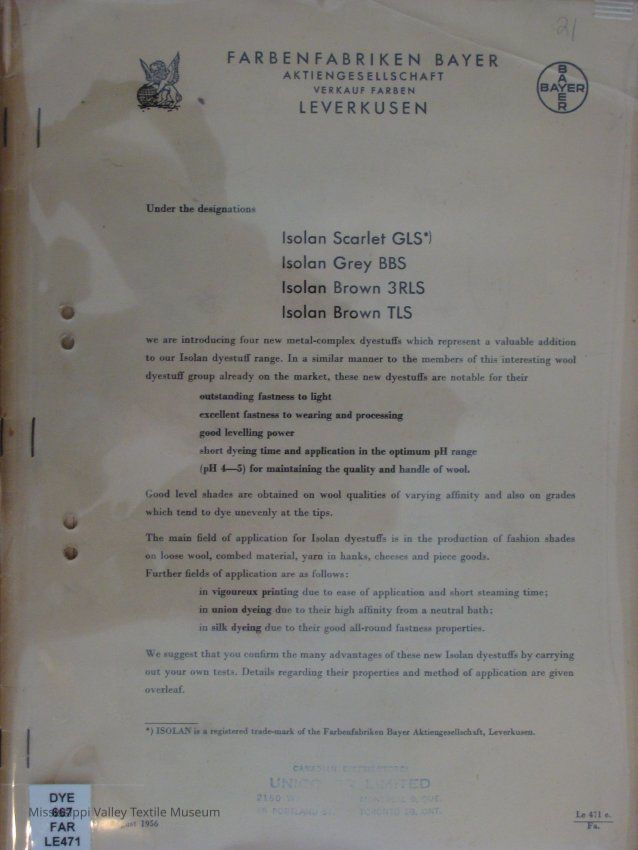 21
FARBENFABRIKEN BAYER
AKTIENGESELLSCHAFT
VERKAUF FARBEN
LEVERKUSEN
BAYER
BAYER
Under the designations
Isolan Scarlet GLS*)
Isolan Grey BBS
Isolan Brown 3RLS
Isolan Brown TLS
we are introducing four new metal-complex dyestuffs which represent a valuable addition
to our Isolan dyestuff range. In a similar manner to the members of this interesting wool
dyestuff group already on the market, these new dyestuffs are notable for their
outstanding fastness to light
excellent fastness to wearing and processing
good levelling power
short dyeing time and application in the optimum pH range
(pH 4—5) for maintaining the quality and handle of wool.
Good level shades are obtained on wool qualities of varying affinity and also on grades
which tend to dye unevenly at the tips.
The main field of application for Isolan dyestuffs is in the production of fashion shades
on loose wool, combed material, yarn in hanks, cheeses and piece goods.
Further fields of application are as follows:
in vigoureux printing due to ease of application and short steaming time;
in union dyeing due to their high affinity from a neutral bath;
in silk dyeing due to their good all-round fastness properties.
We suggest that you confirm the many advantages of these new Isolan dyestuffs by carrying
out your own tests. Details regarding their properties and method of application are given
overleaf.
*) ISOLAN is a registered trade-mark of the Farbenfabriken Bayer Aktiengesellschaft, Leverkusen.
CANADIAN
LIMITED
2150 MONTREAL QUE.
PORTLAND ST. TORONTO ONT.
DYE
667
FAR
LE471
Mississippi Valley Textile Museum
1956
Le 471 e.
Fa.